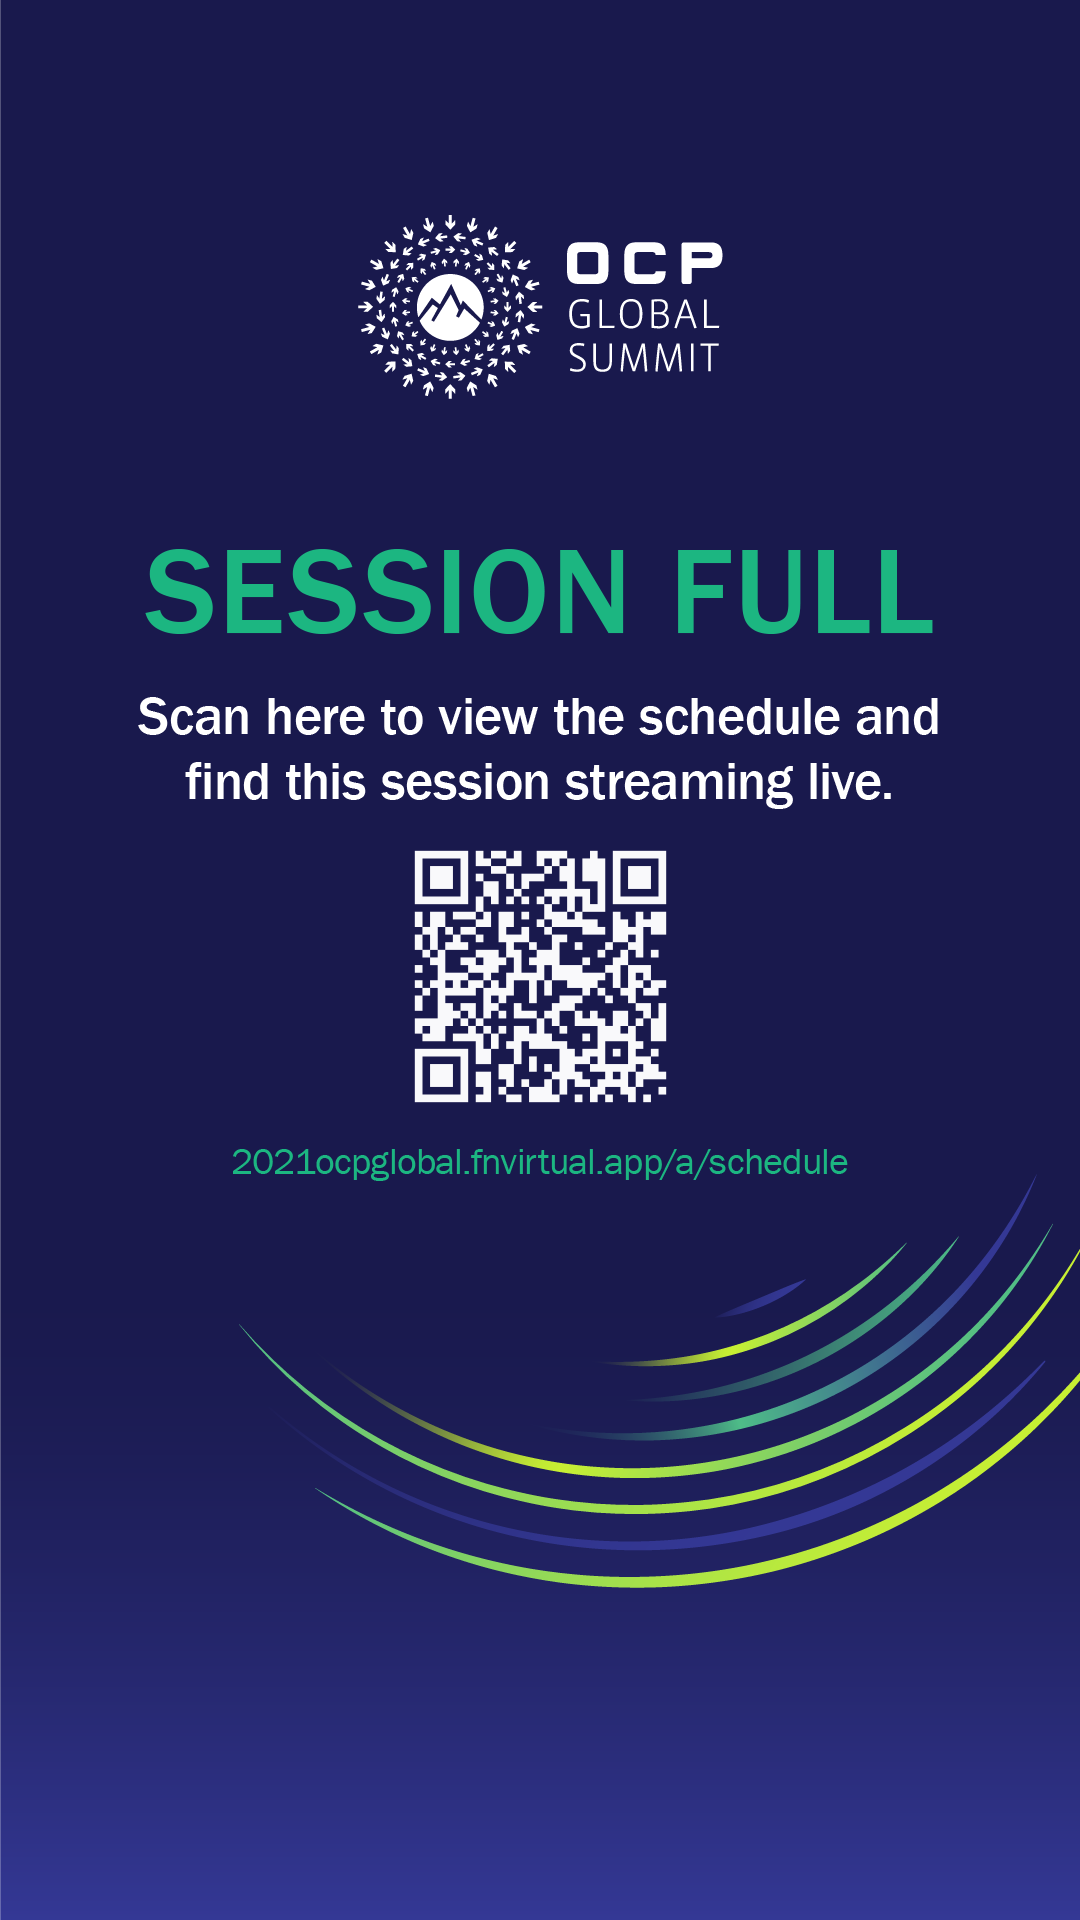 OCP
GLOBAL
SUMMIT
SESSION FULL
Scan here to view the schedule and
find this session streaming live.
2021ocpglobal.fnvirtual.app/a/schedule